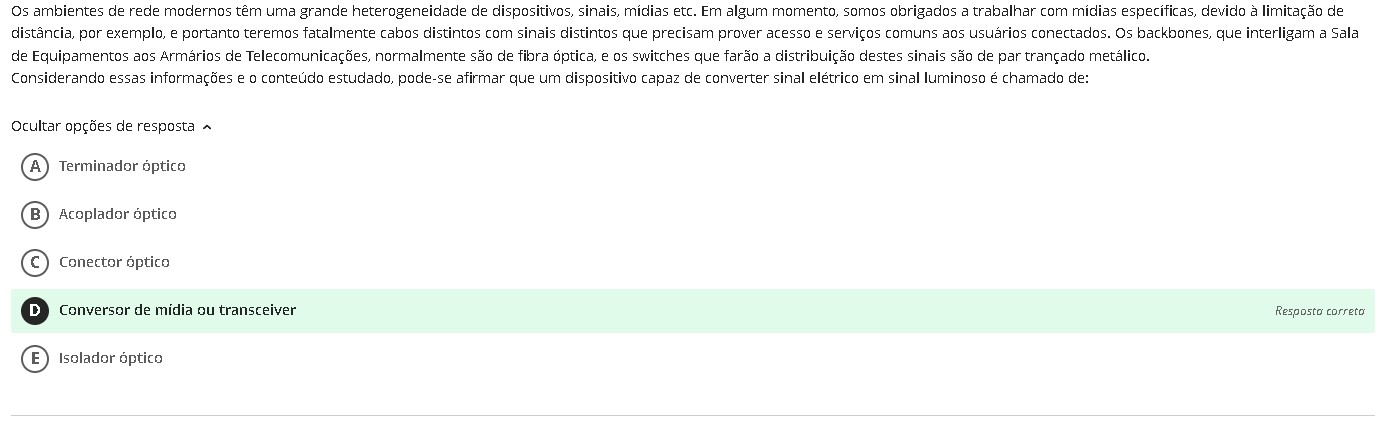 Os ambientes de rede modernos têm uma grande heterogeneidade de dispositivos, sinais, mídias etc. Em algum momento, somos obrigados a trabalhar com mídias específicas, devido à limitação de
distância, por exemplo, e portanto teremos fatalmente cabos distintos com sinais distintos que precisam prover acesso e serviços comuns aos usuários conectados. Os backbones, que interligam a Sala
de Equipamentos aos Armários de Telecomunicações, normalmente são de fibra óptica, e os switches que farão a distribuição destes sinais são de par trançado metálico.
Considerando essas informações e o conteúdo estudado, pode-se afirmar que um dispositivo capaz de converter sinal elétrico em sinal luminoso é chamado de:
Ocultar opções de resposta
A Terminador óptico
B Acoplador óptico
C Conector óptico
D Conversor de mídia ou transceiver Resposta correta
E Isolador óptico